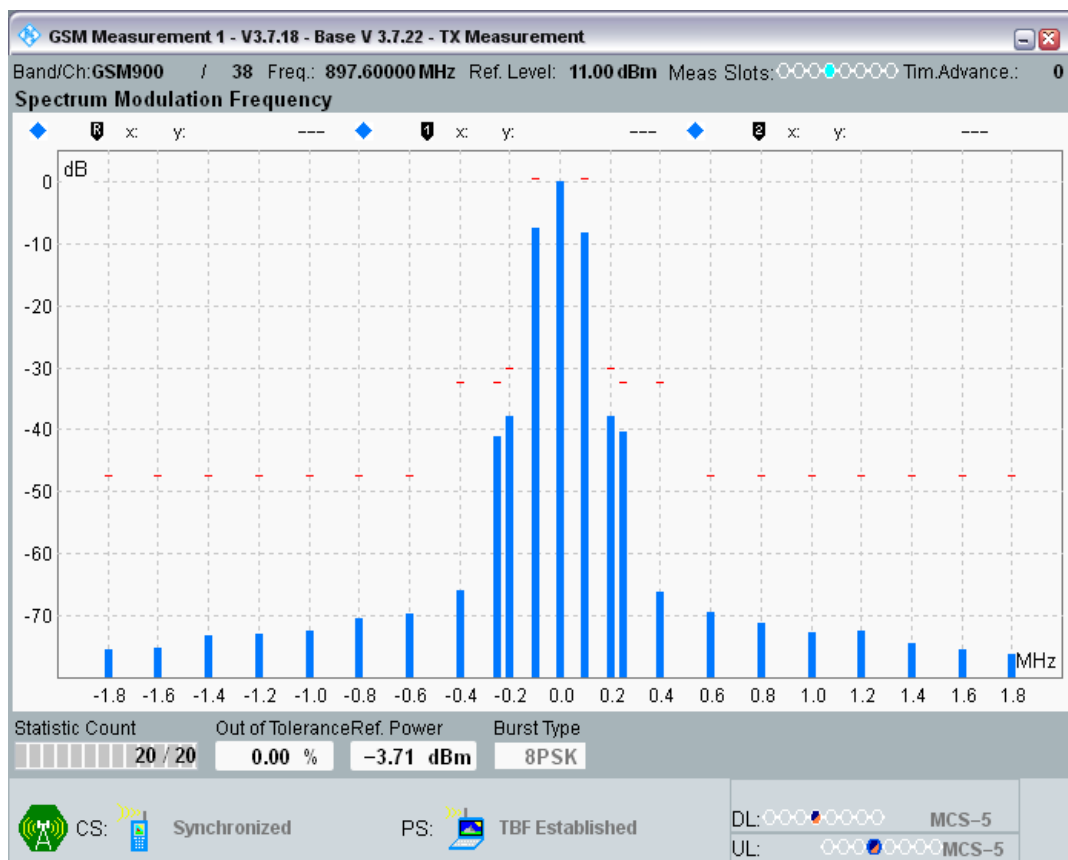 GSM Measurement 1 - V3.7.18 - Base V 3.7.22 - TX Measurement
Band/Ch:GSM900 / 38 Freq.: 897.60000 MHz Ref. Level: 11.00 dBm Meas Slots: Tim.Advance.: 0
Spectrum Modulation Frequency
R x: y: --- 1 x: y: --- 2 x: y: ---
dB
0
-10
-20
-30
-40
-50
-60
-70
MHz
-1.8 -1.6 -1.4 -1.2 -1.0 -0.8 -0.6 -0.4 -0.2 0.0 0.2 0.4 0.6 0.8 1.0 1.2 1.4 1.6 1.8
Statistic Count Out of Tolerance Ref. Power Burst Type
20 / 20 0.00 % −3.71 dBm 8PSK
CS: Synchronized PS: TBF Established
DL: MCS−5
UL: MCS−5